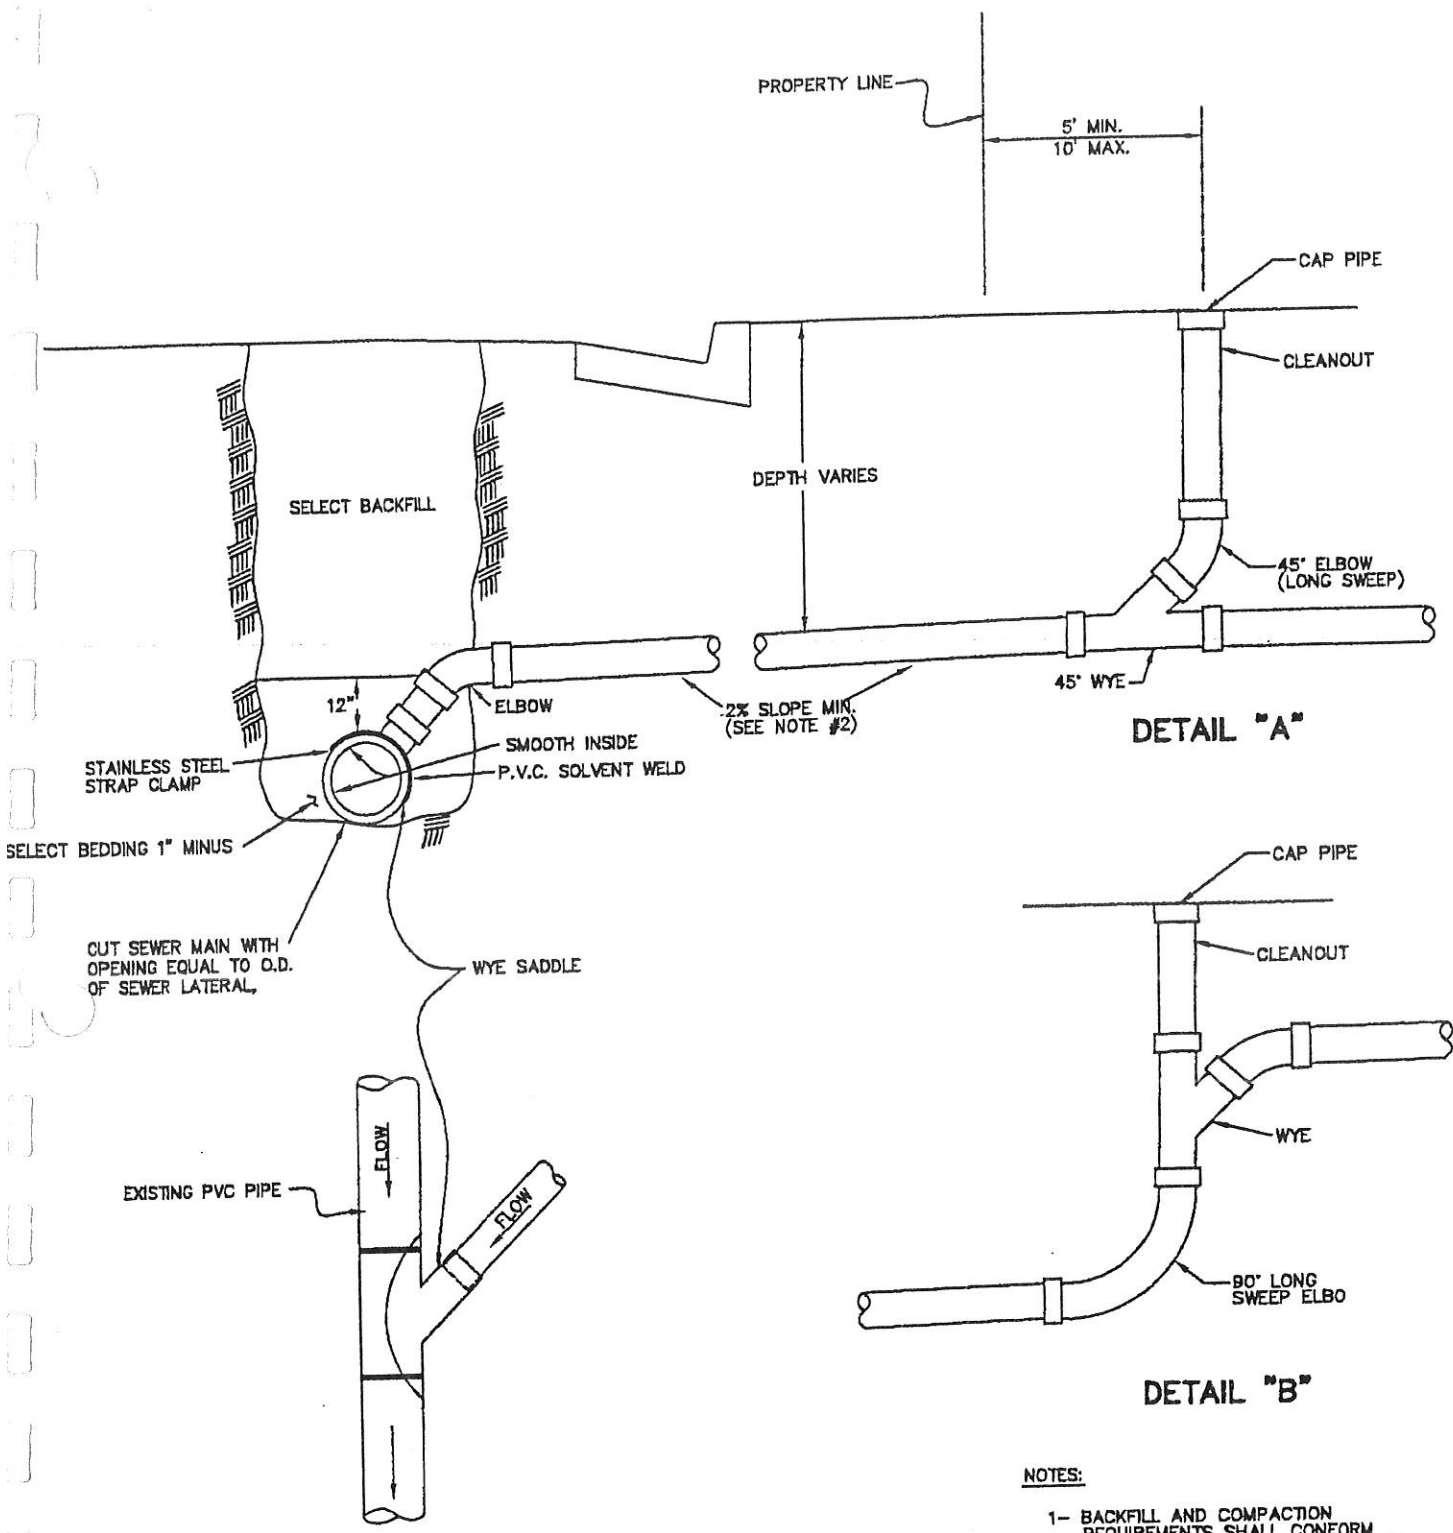 PROPERTY LINE
5' MIN.
10' MAX.
CAP PIPE
CLEANOUT
SELECT BACKFILL
DEPTH VARIES
45° ELBOW
(LONG SWEEP)
12"
ELBOW
2% SLOPE MIN.
(SEE NOTE #2)
45° WYE
DETAIL "A"
SMOOTH INSIDE
STAINLESS STEEL
STRAP CLAMP
P.V.C. SOLVENT WELD
SELECT BEDDING 1" MINUS
CAP PIPE
CUT SEWER MAIN WITH
OPENING EQUAL TO O.D.
OF SEWER LATERAL,
WYE SADDLE
CLEANOUT
FLOW
WYE
EXISTING PVC PIPE
FLOW
90° LONG
SWEEP ELBO
DETAIL "B"
NOTES:
1- BACKFILL AND COMPACTION
REQUIREMENTS SHALL CONFORM